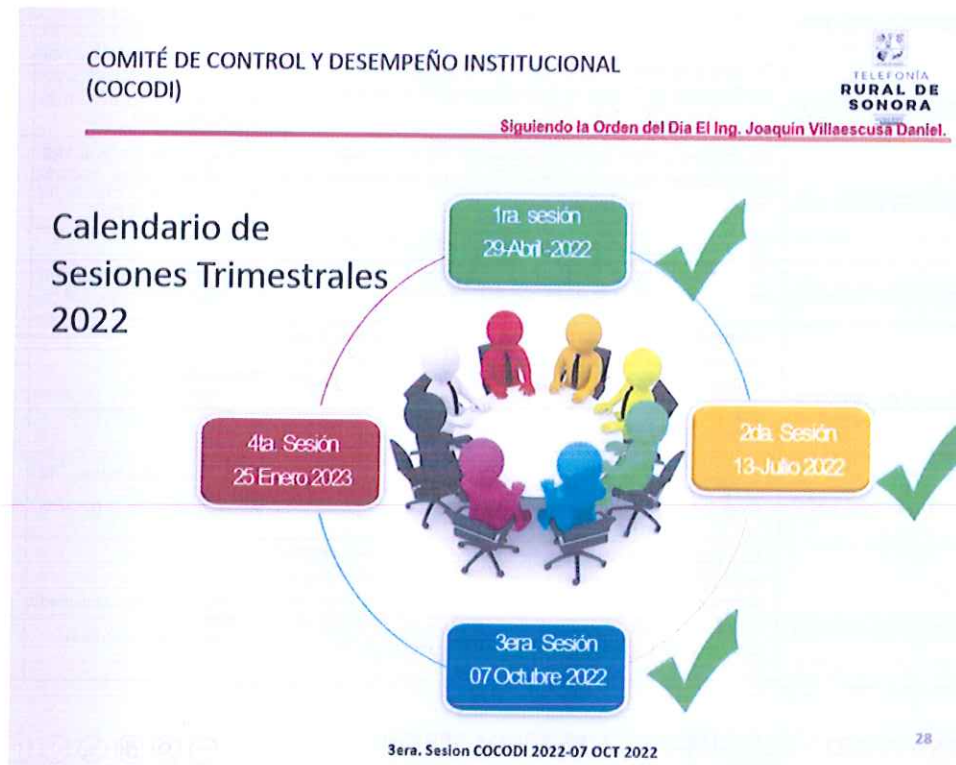 COMITÉ DE CONTROL Y DESEMPEÑO INSTITUCIONAL
(COCODI)
TELEFONÍA
RURAL DE
SONORA
Siguiendo la Orden del Dia El Ing. Joaquin Villaescusa Daniel.
Calendario de
Sesiones Trimestrales
2022
1ra. sesión
29-Abril -2022
2da. Sesión
13-Julio 2022
3era. Sesión
07 Octubre 2022
4ta. Sesión
25 Enero 2023
3era. Sesion COCODI 2022-07 OCT 2022
28